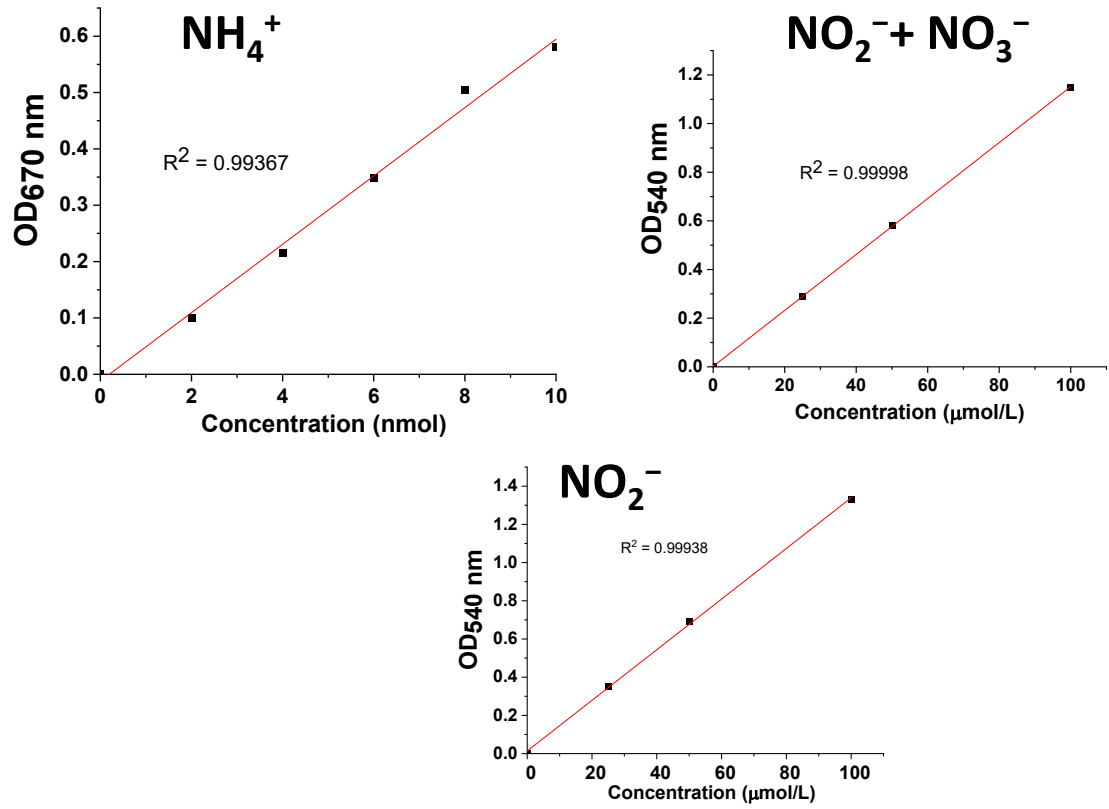 NH₄⁺
OD670 nm
0.6
0.5
0.4
0.3
0.2
0.1
0.0
R² = 0.99367
0 2 4 6 8 10
Concentration (nmol)
NO₂⁻+ NO₃⁻
OD540 nm
1.2
1.0
0.8
0.6
0.4
0.2
0.0
R² = 0.99998
0 20 40 60 80 100
Concentration (μmol/L)
NO₂⁻
OD540 nm
1.4
1.2
1.0
0.8
0.6
0.4
0.2
0.0
R² = 0.99938
0 20 40 60 80 100
Concentration (μmol/L)